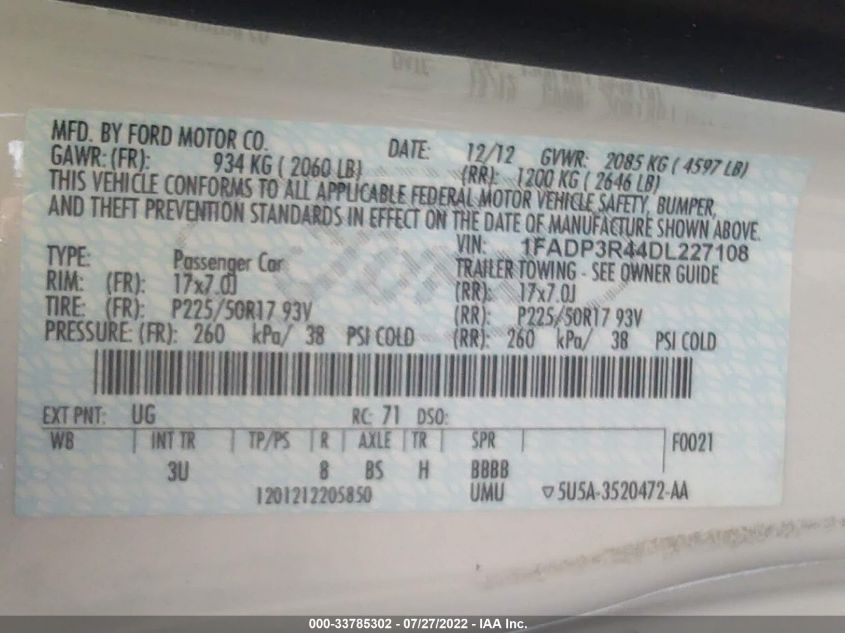 MFD. BY FORD MOTOR CO. DATE: 12/12 GVWR: 2085 KG ( 4597 LB)
GAWR: (FR): 934 KG ( 2060 LB) (RR): 1200 KG ( 2646 LB)
THIS VEHICLE CONFORMS TO ALL APPLICABLE FEDERAL MOTOR VEHICLE SAFETY, BUMPER,
AND THEFT PREVENTION STANDARDS IN EFFECT ON THE DATE OF MANUFACTURE SHOWN ABOVE.
VIN: 1FADP3R44DL227108
TYPE: Passenger Car TRAILER TOWING - SEE OWNER GUIDE
RIM: (FR): 17x7.0J (RR): 17x7.0J
TIRE: (FR): P225/50R17 93V (RR): P225/50R17 93V
PRESSURE: (FR): 260 kPa/ 38 PSI COLD (RR): 260 kPa/ 38 PSI COLD
EXT PNT: UG RC: 71 DSO:
WB INT TR TP/PS R AXLE TR SPR F0021
3U 8 BS H BBBB
1201212205850 UMU ▽5U5A-3520472-AA
000-33785302 - 07/27/2022 - IAA Inc.